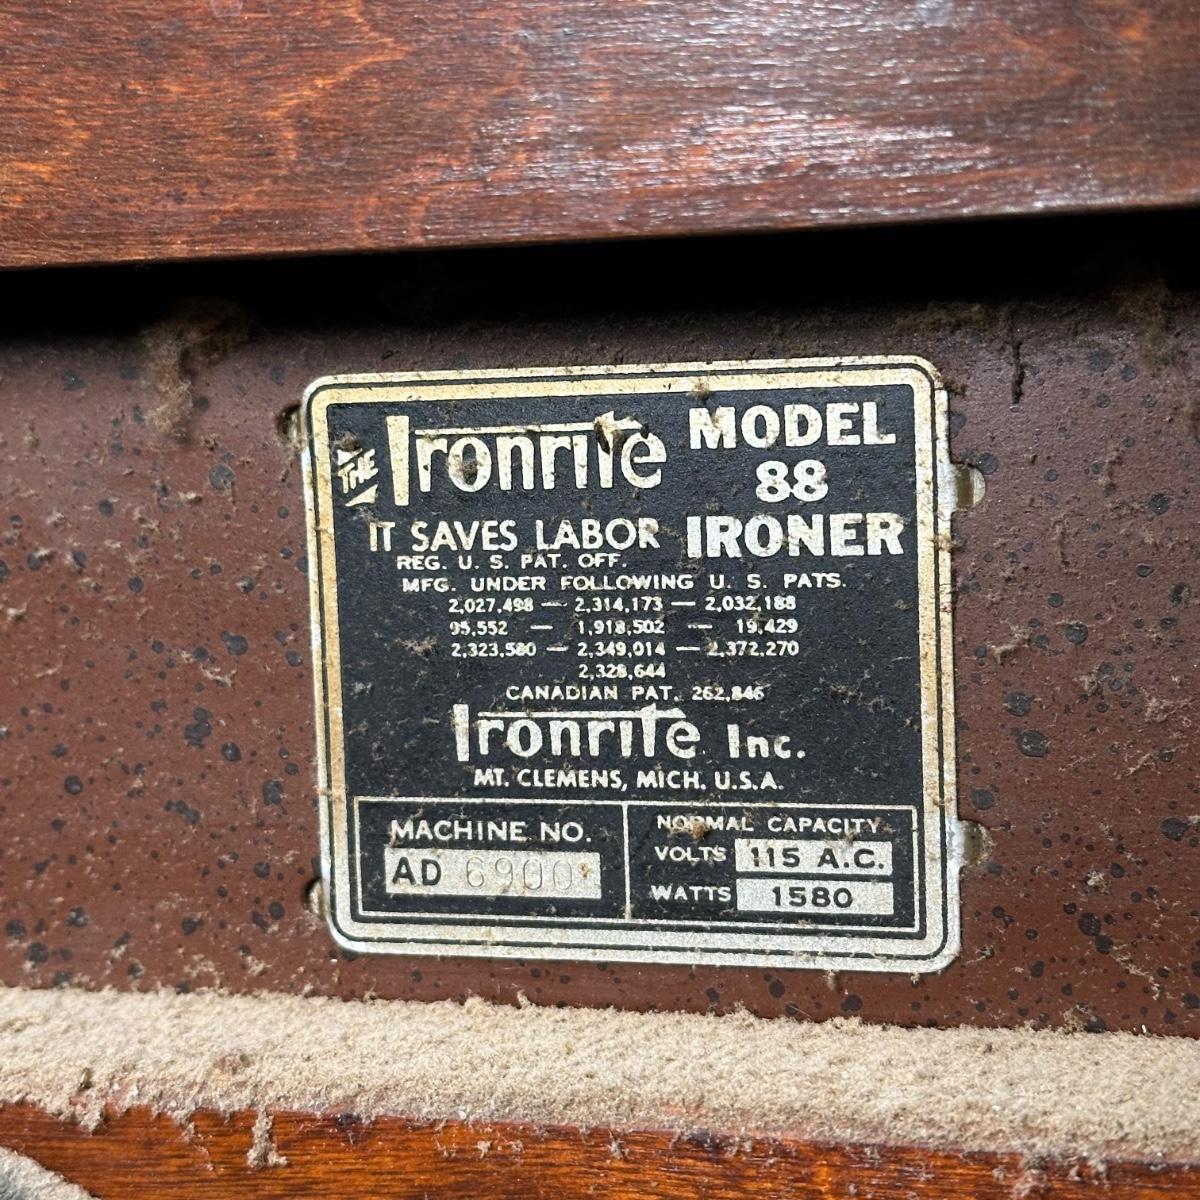 THE Ironrite
MODEL
88
IRONER
IT SAVES LABOR
REG. U. S. PAT. OFF.
MFG. UNDER FOLLOWING U. S. PATS.
2,027,498 — 2,314,173 — 2,032,188
95,552 — 1,918,502 — 19,429
2,323,580 — 2,349,014 — 2,372,270
2,328,644
CANADIAN PAT. 262,846
Ironrite Inc.
MT. CLEMENS, MICH. U.S.A.
MACHINE NO.
AD 6900
NORMAL CAPACITY
VOLTS 115 A.C.
WATTS 1580